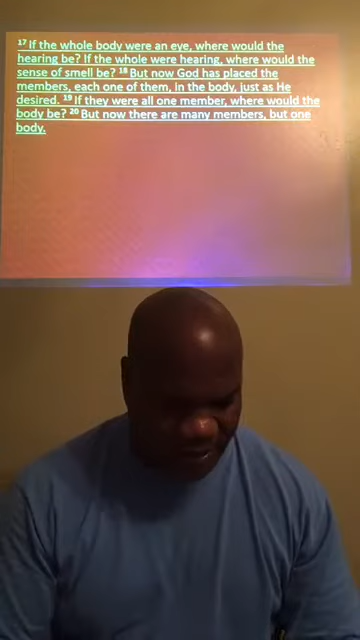 ¹⁷ If the whole body were an eye, where would the
hearing be? If the whole were hearing, where would the
sense of smell be? ¹⁸ But now God has placed the
members, each one of them, in the body, just as He
desired. ¹⁹ If they were all one member, where would the
body be? ²⁰ But now there are many members, but one
body.